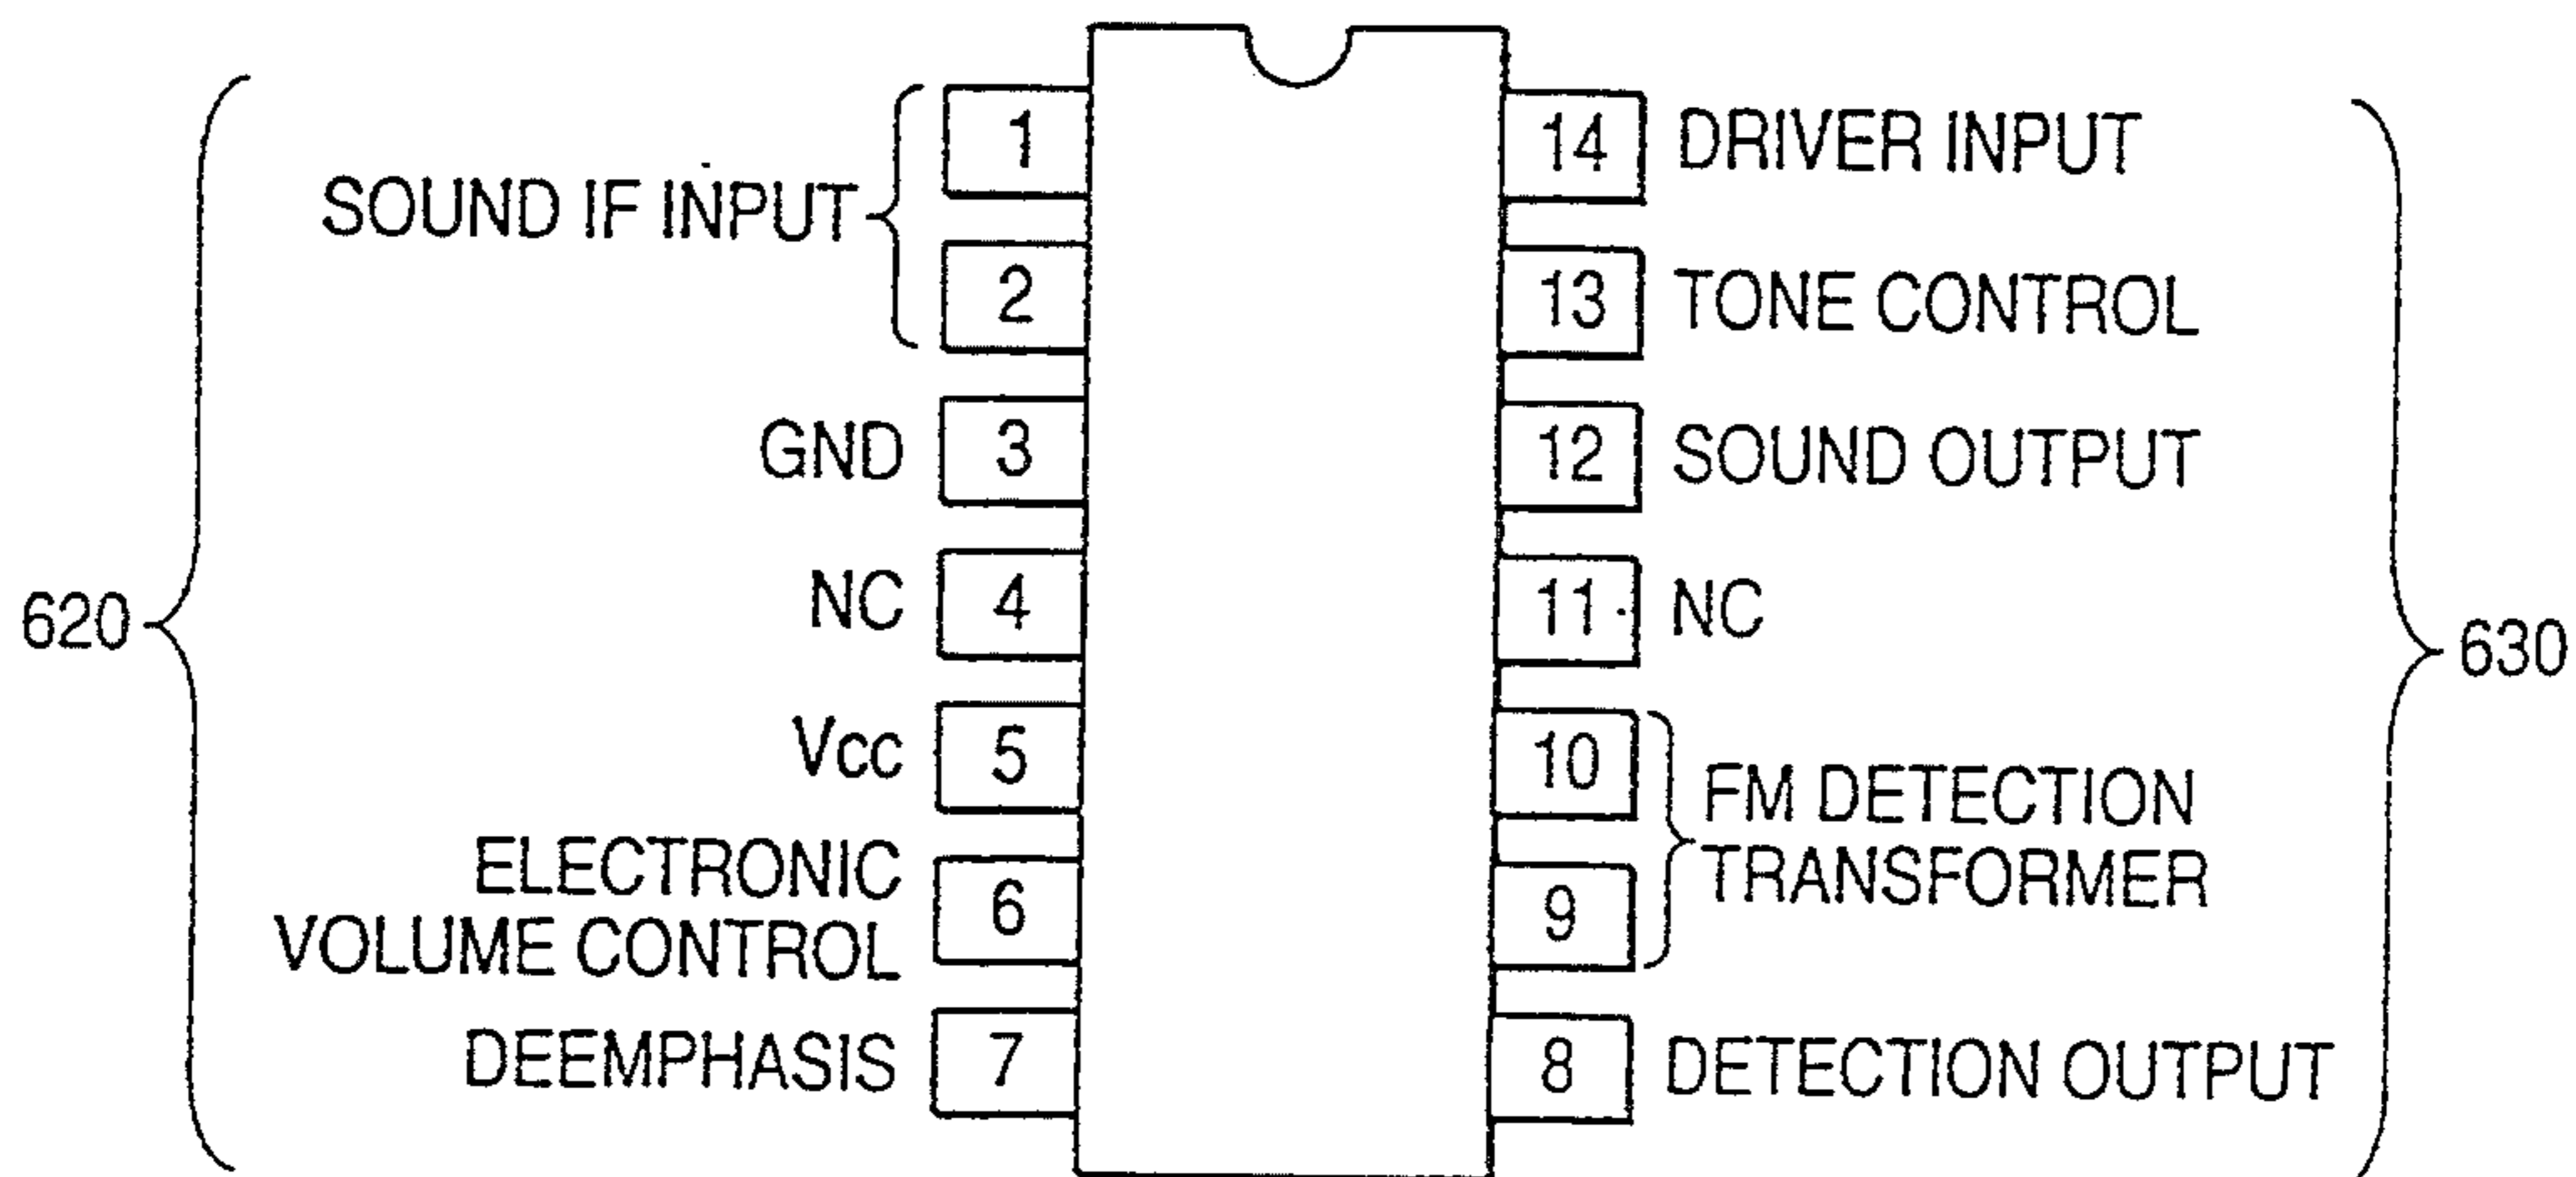 620
SOUND IF INPUT
1
2
GND 3
NC 4
Vcc 5
ELECTRONIC
VOLUME CONTROL 6
DEEMPHASIS 7
14 DRIVER INPUT
13 TONE CONTROL
12 SOUND OUTPUT
11 NC
10
9
FM DETECTION
TRANSFORMER
8 DETECTION OUTPUT
630